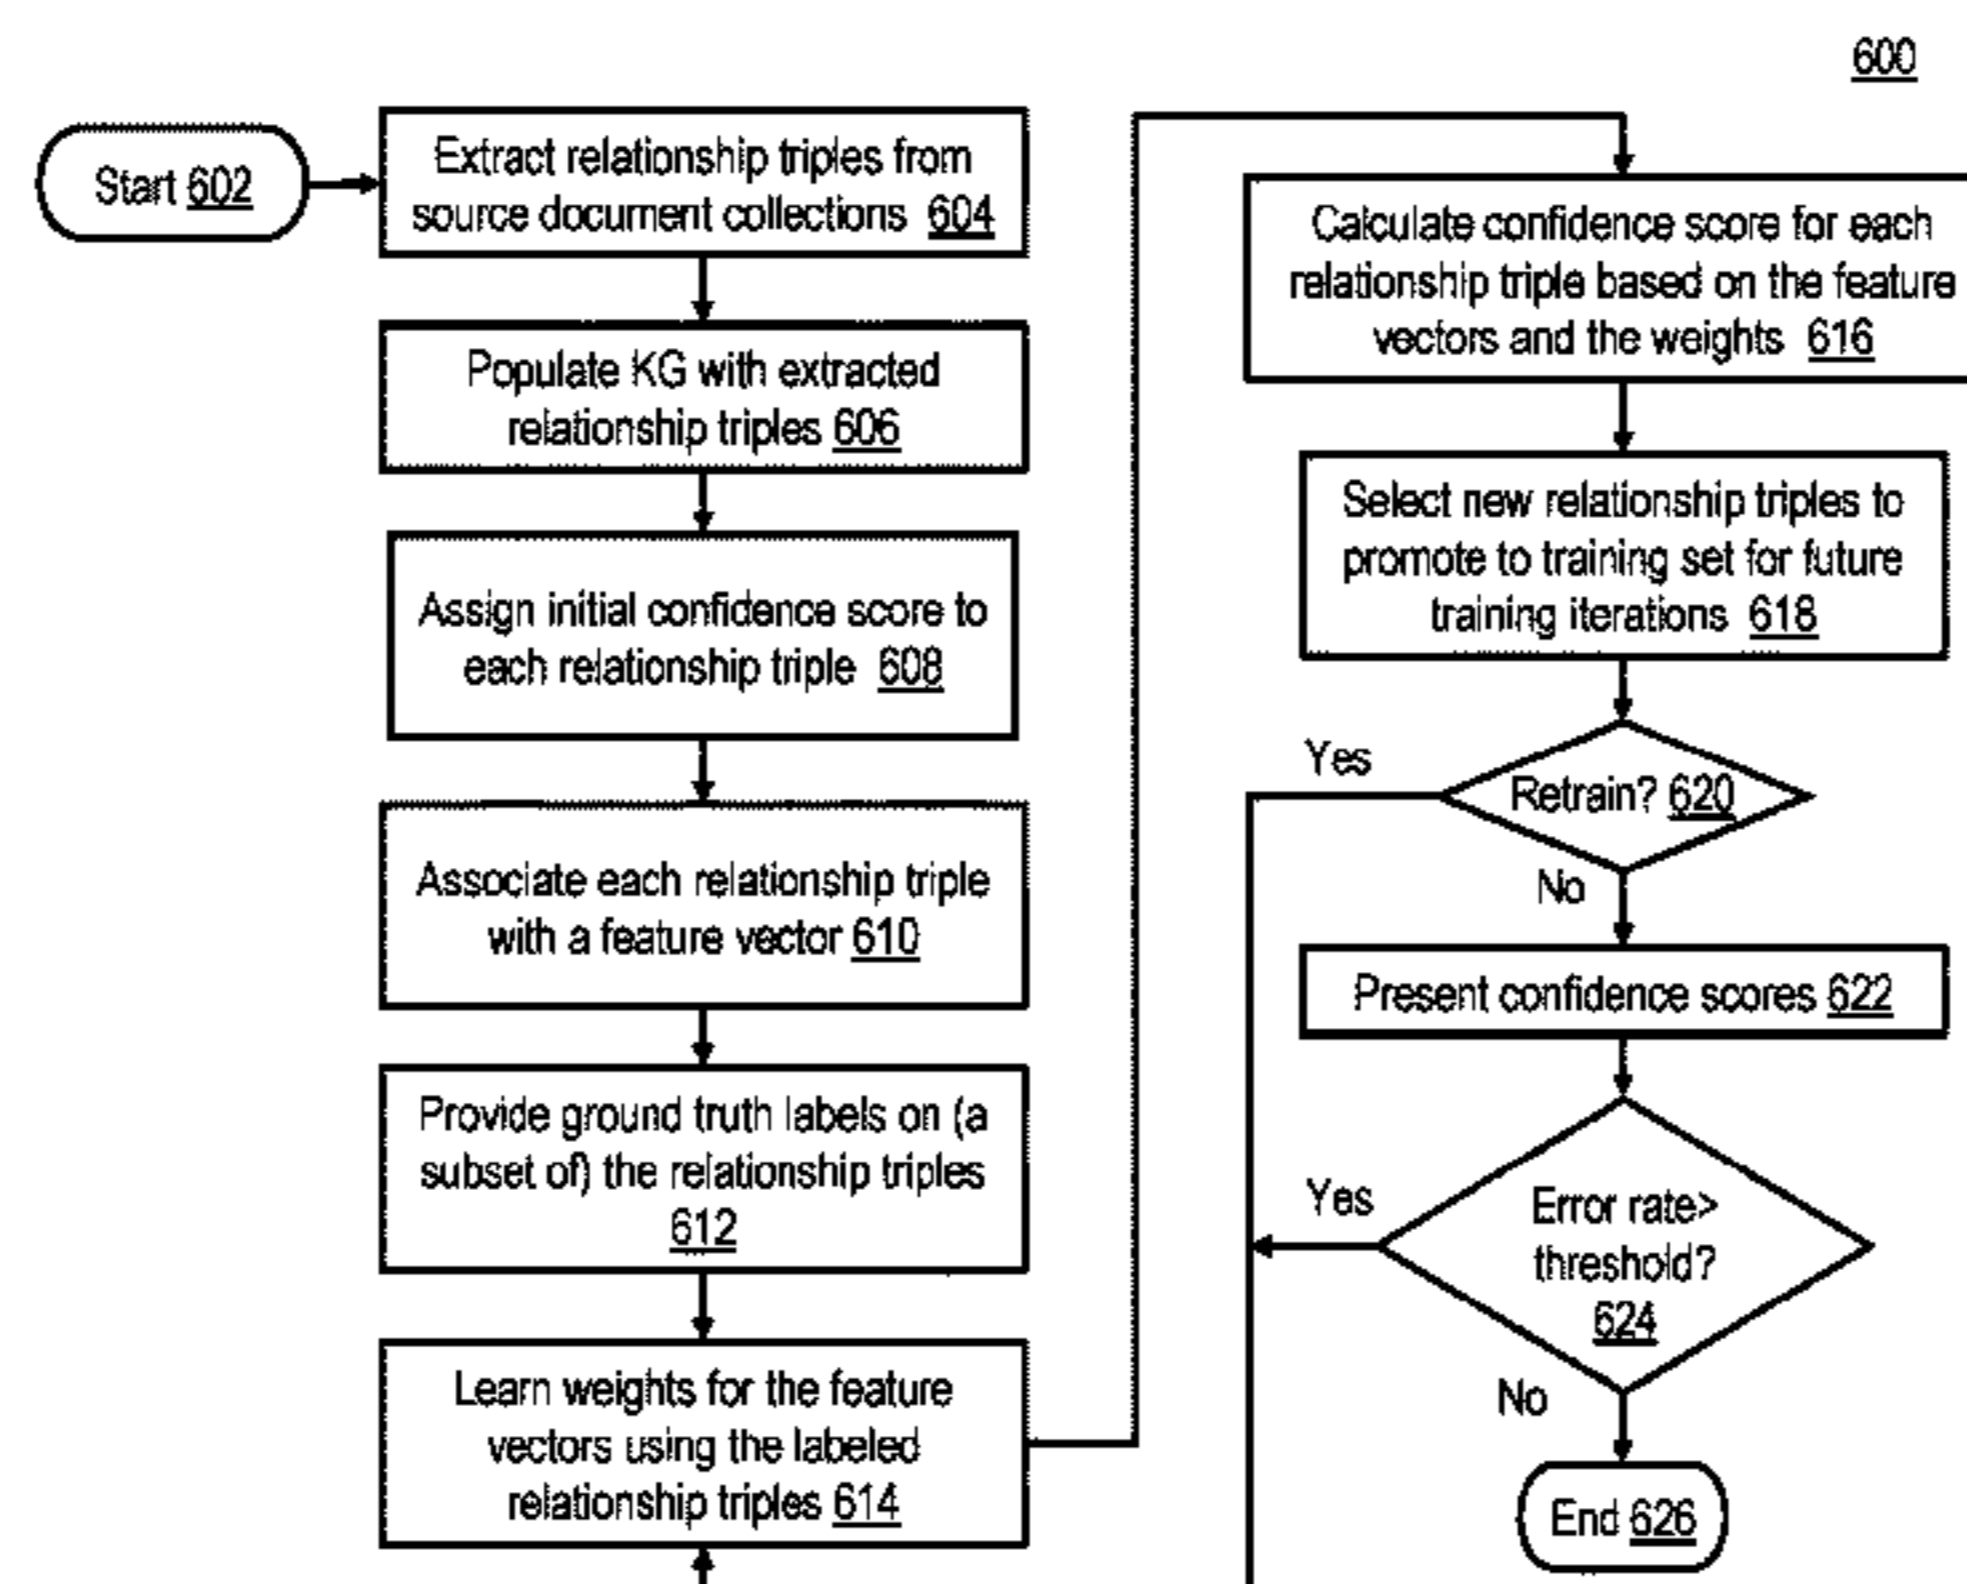 600
Start 602
Extract relationship triples from
source document collections 604
Populate KG with extracted
relationship triples 606
Assign initial confidence score to
each relationship triple 608
Associate each relationship triple
with a feature vector 610
Provide ground truth labels on (a
subset of) the relationship triples
612
Learn weights for the feature
vectors using the labeled
relationship triples 614
Calculate confidence score for each
relationship triple based on the feature
vectors and the weights 616
Select new relationship triples to
promote to training set for future
training iterations 618
Yes
Retrain? 620
No
Present confidence scores 622
Yes
Error rate>
threshold?
624
No
End 626